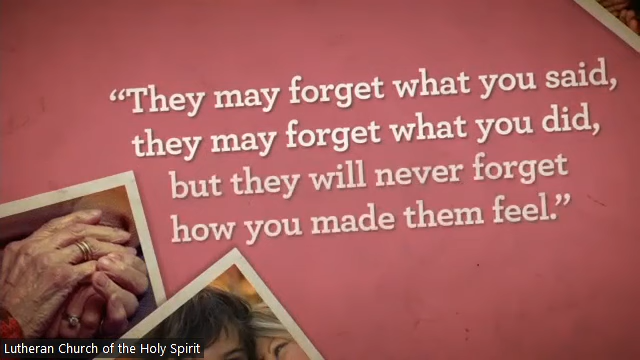 “They may forget what you said,
they may forget what you did,
but they will never forget
how you made them feel.”
Lutheran Church of the Holy Spirit